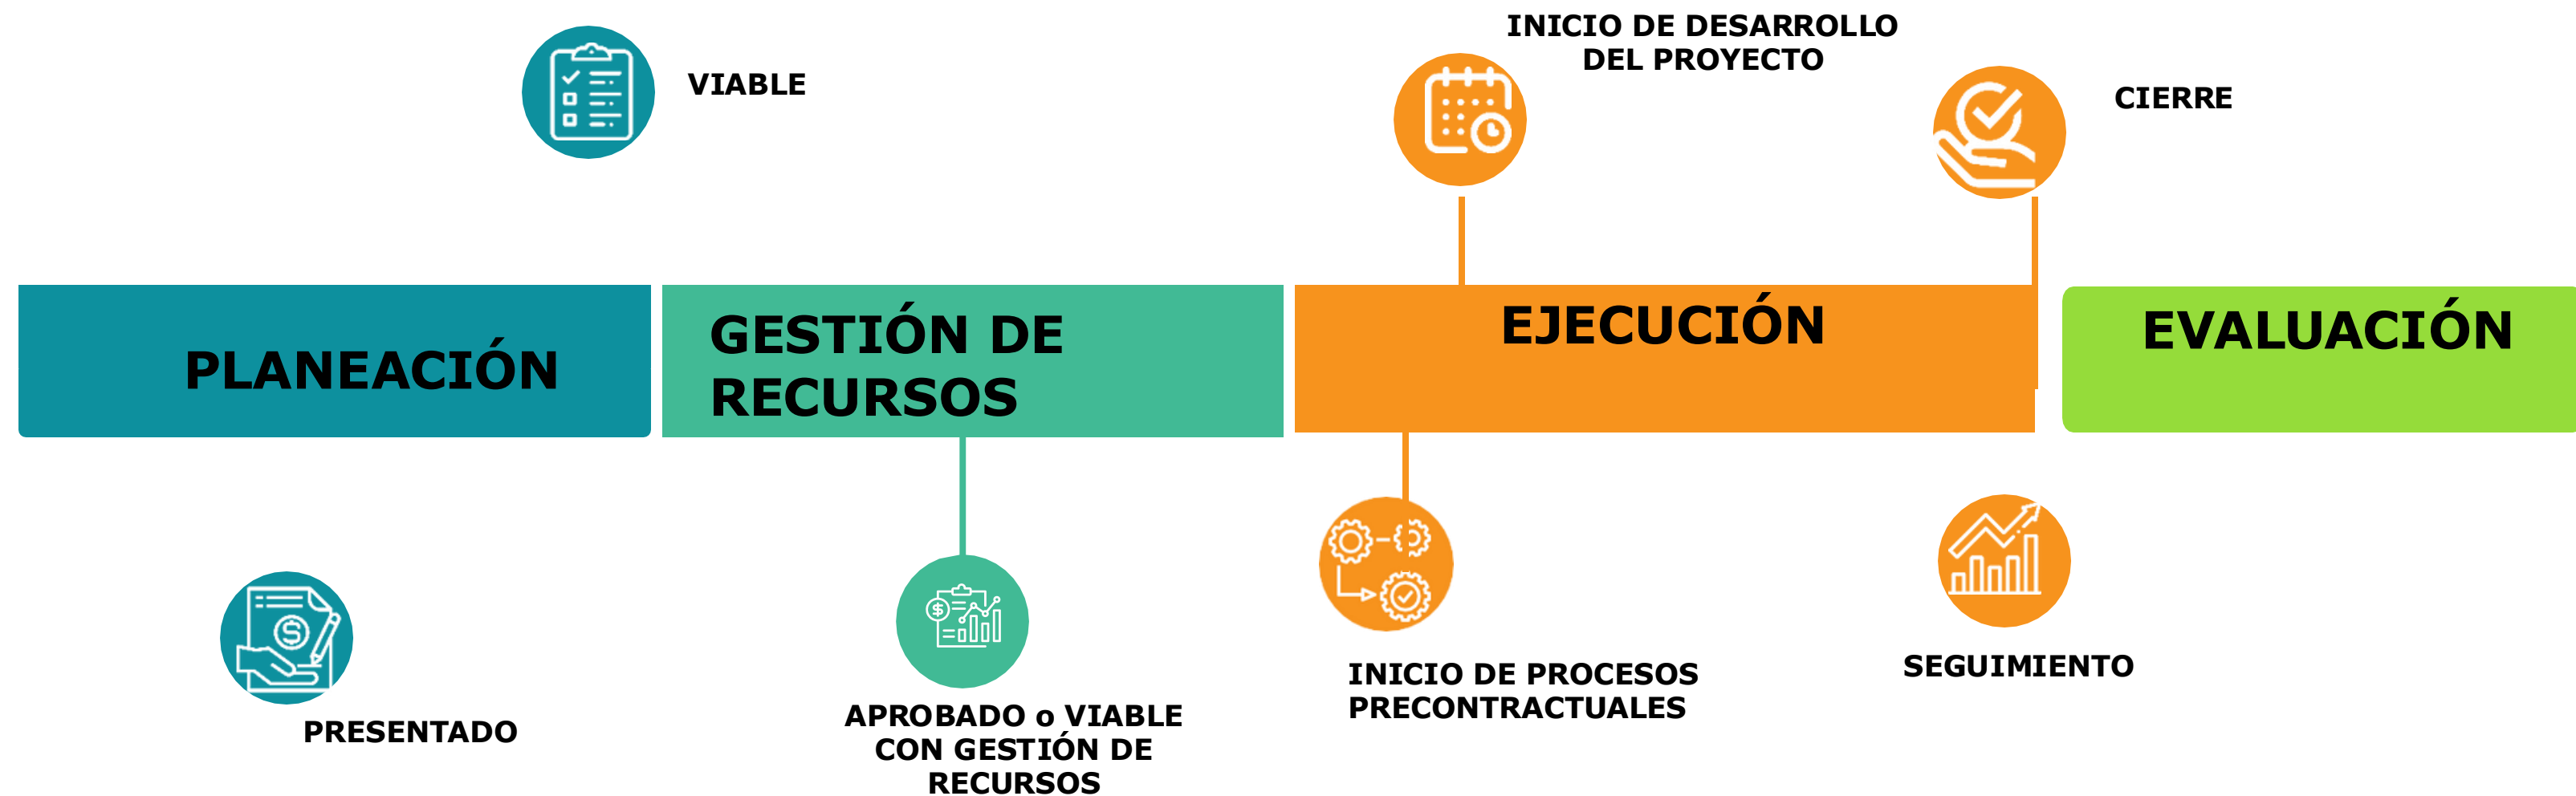 VIABLE
INICIO DE DESARROLLO
DEL PROYECTO
CIERRE
PLANEACIÓN
GESTIÓN DE
RECURSOS
EJECUCIÓN
EVALUACIÓN
PRESENTADO
APROBADO o VIABLE
CON GESTIÓN DE
RECURSOS
INICIO DE PROCESOS
PRECONTRACTUALES
SEGUIMIENTO